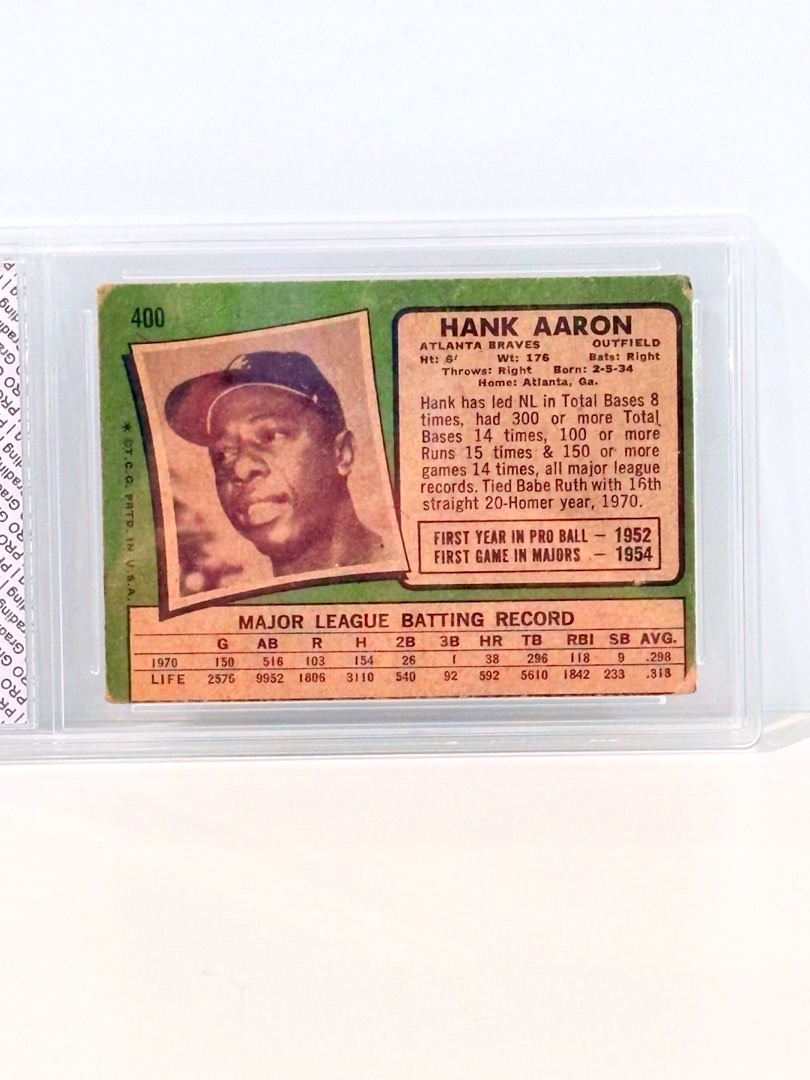 400
HANK AARON
ATLANTA BRAVES OUTFIELD
Ht: 6' Wt: 176 Bats: Right
Throws: Right Born: 2-5-34
Home: Atlanta, Ga.
Hank has led NL in Total Bases 8
times, had 300 or more Total
Bases 14 times, 100 or more
Runs 15 times & 150 or more
games 14 times, all major league
records. Tied Babe Ruth with 16th
straight 20-Homer year, 1970.
FIRST YEAR IN PRO BALL — 1952
FIRST GAME IN MAJORS — 1954
* ©T.C.G. PRTD. IN U.S.A.
MAJOR LEAGUE BATTING RECORD
G AB R H 2B 3B HR TB RBI SB AVG.
1970 150 516 103 154 26 1 38 296 118 9 .298
LIFE 2576 9952 1806 3110 540 92 592 5610 1842 233 .313